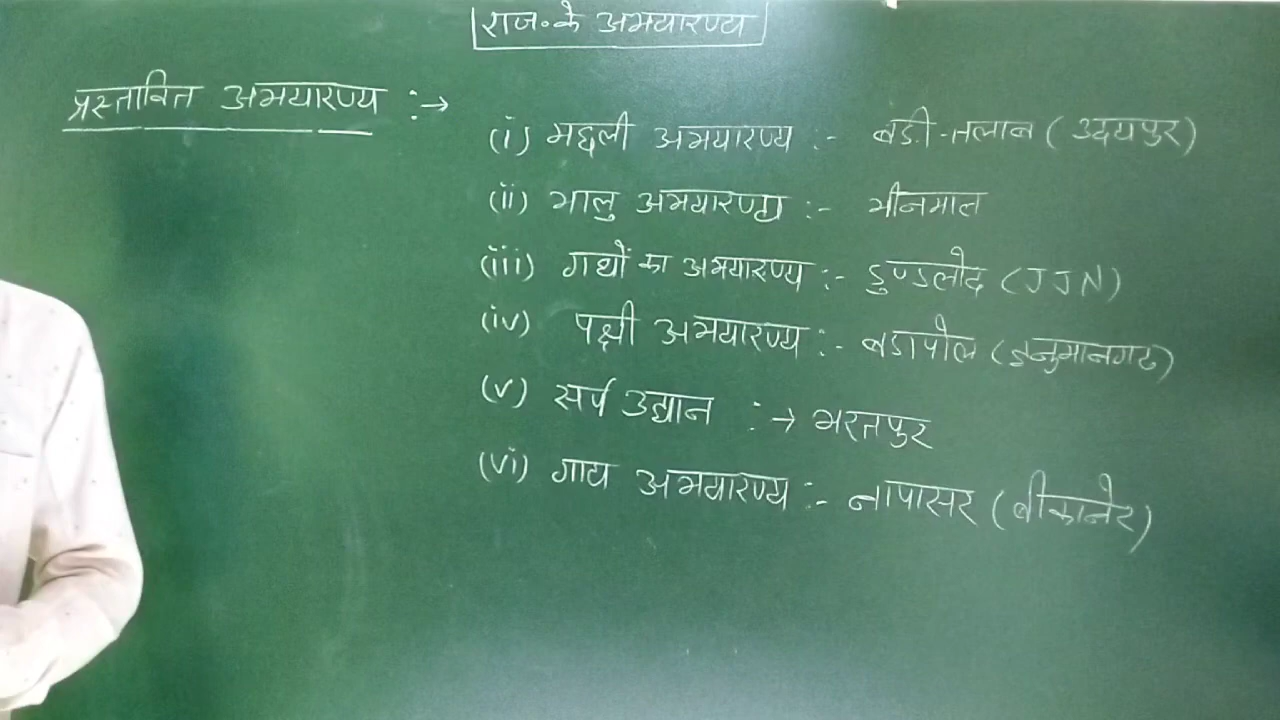 राज॰ के अभयारण्य
प्रस्तावित अभयारण्य :→
(i) मछली अभयारण्य :- बडी-तलाब (उदयपुर)
(ii) भालु अभयारण्य :- भीनमाल
(iii) गधों का अभयारण्य :- डुण्डलोद (JJN)
(iv) पक्षी अभयारण्य :- बडापोल (हनुमानगढ)
(v) सर्प उद्यान :→ भरतपुर
(vi) गाय अभयारण्य :- नापासर (बीकानेर)